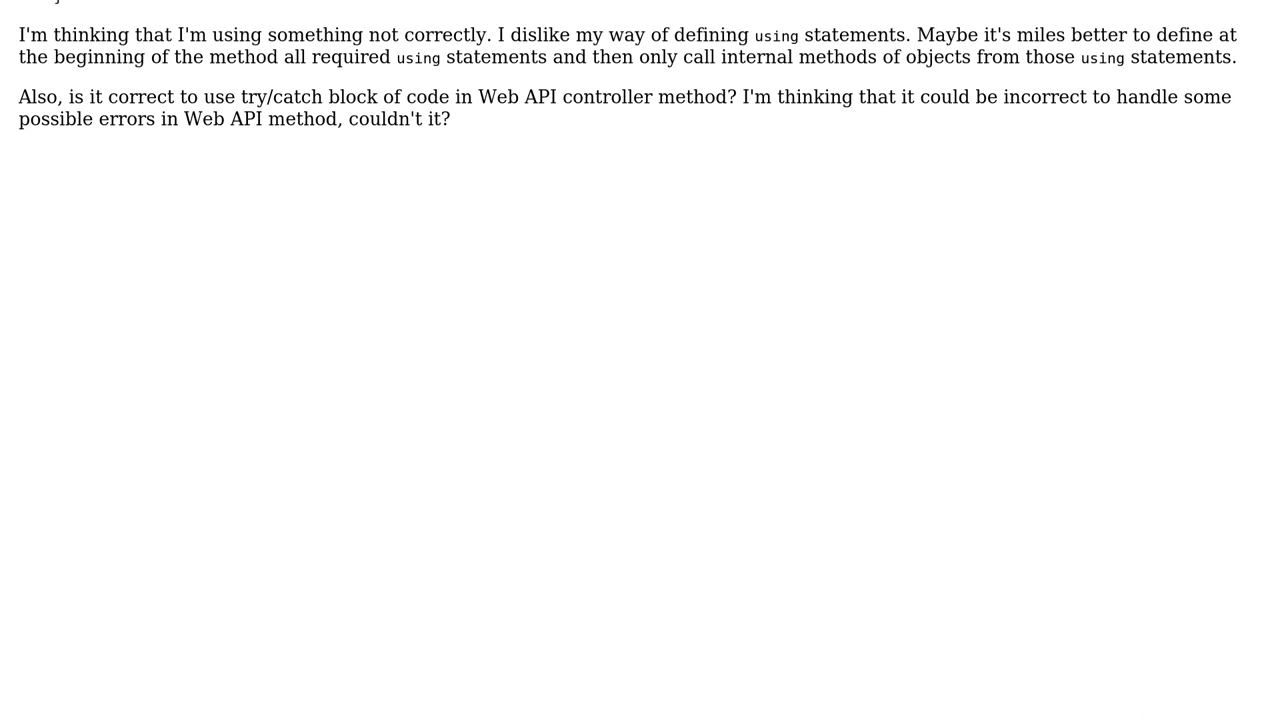 I'm thinking that I'm using something not correctly. I dislike my way of defining using statements. Maybe it's miles better to define at
the beginning of the method all required using statements and then only call internal methods of objects from those using statements.
Also, is it correct to use try/catch block of code in Web API controller method? I'm thinking that it could be incorrect to handle some
possible errors in Web API method, couldn't it?